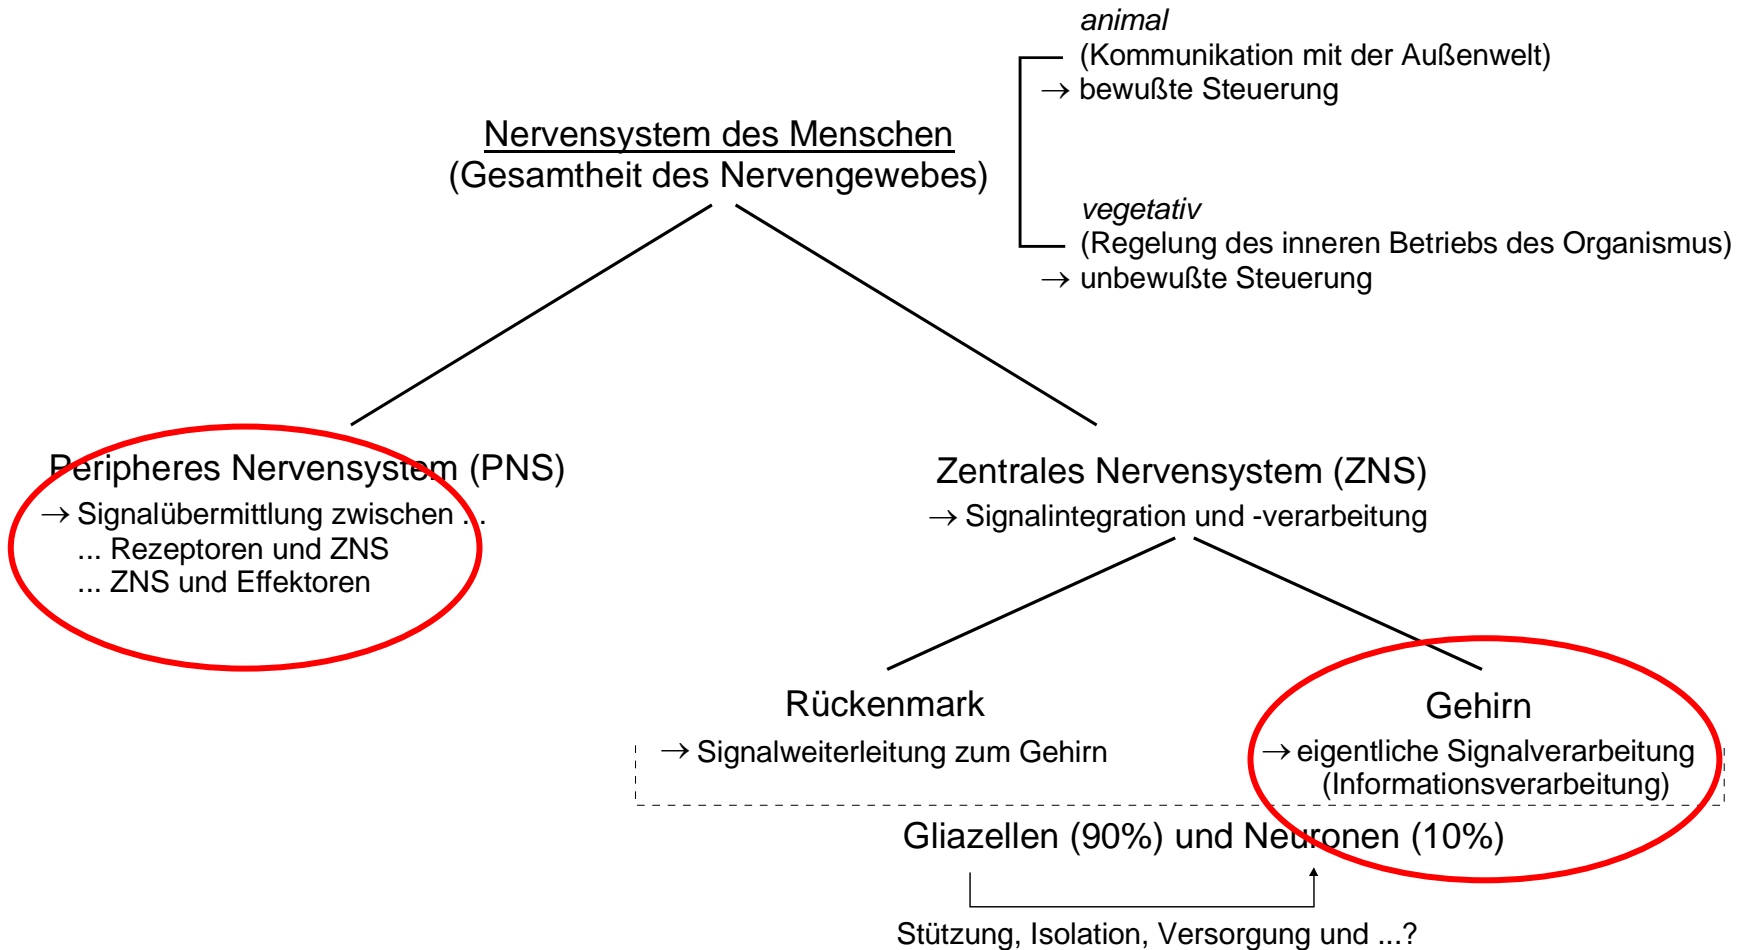 animal
(Kommunikation mit der Außenwelt)
→ bewußte Steuerung
Nervensystem des Menschen
(Gesamtheit des Nervengewebes)
vegetativ
(Regelung des inneren Betriebs des Organismus)
→ unbewußte Steuerung
Peripheres Nervensystem (PNS)
→ Signalübermittlung zwischen ...
... Rezeptoren und ZNS
... ZNS und Effektoren
Zentrales Nervensystem (ZNS)
→ Signalintegration und -verarbeitung
Rückenmark
→ Signalweiterleitung zum Gehirn
Gehirn
→ eigentliche Signalverarbeitung
(Informationsverarbeitung)
Gliazellen (90%) und Neuronen (10%)
Stützung, Isolation, Versorgung und ...?